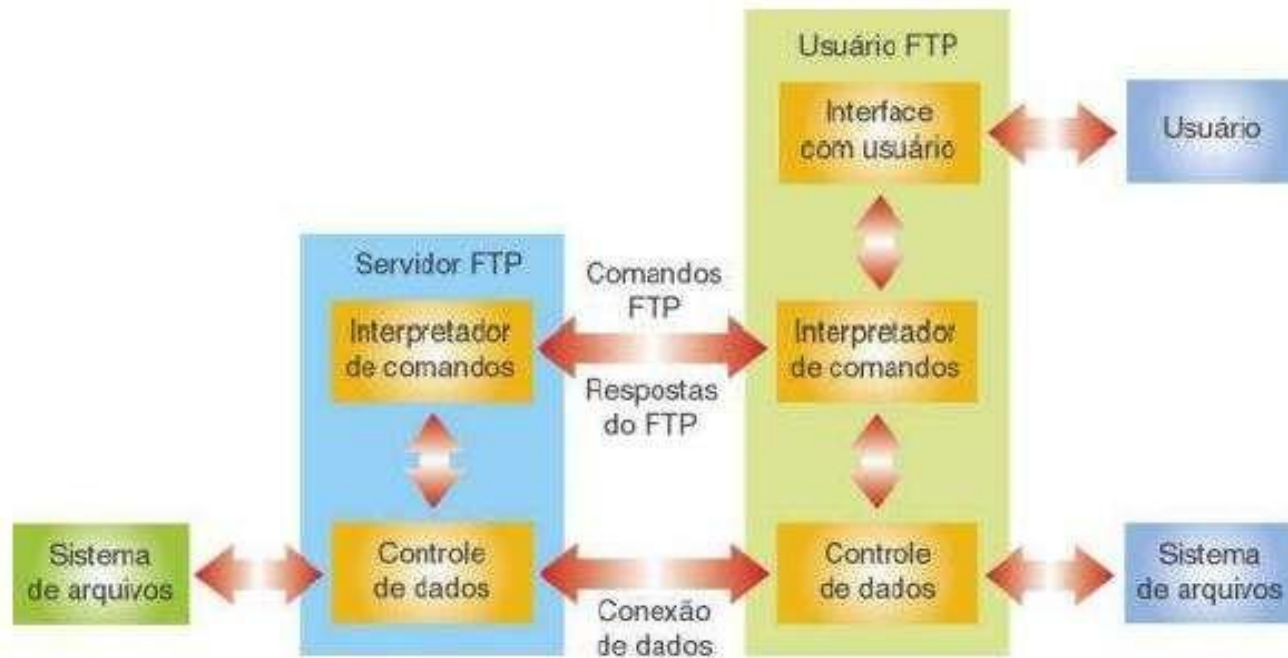 Usuário FTP
Interface
com usuário
Usuário
Servidor FTP
Comandos
FTP
Interpretador
de comandos
Interpretador
de comandos
Respostas
do FTP
Sistema
de arquivos
Controle
de dados
Conexão
de dados
Controle
de dados
Sistema
de arquivos